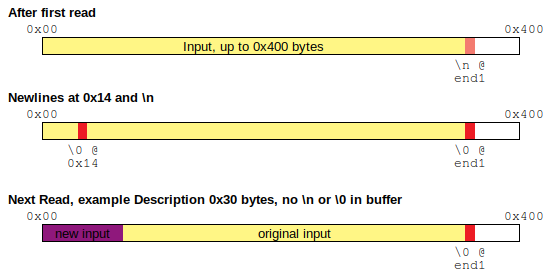 After first read
0x00 0x400
Input, up to 0x400 bytes
\n @
end1
Newlines at 0x14 and \n
0x00 0x400
\0 @ \0 @
0x14 end1
Next Read, example Description 0x30 bytes, no \n or \0 in buffer
0x00 0x400
new input original input
\0 @
end1